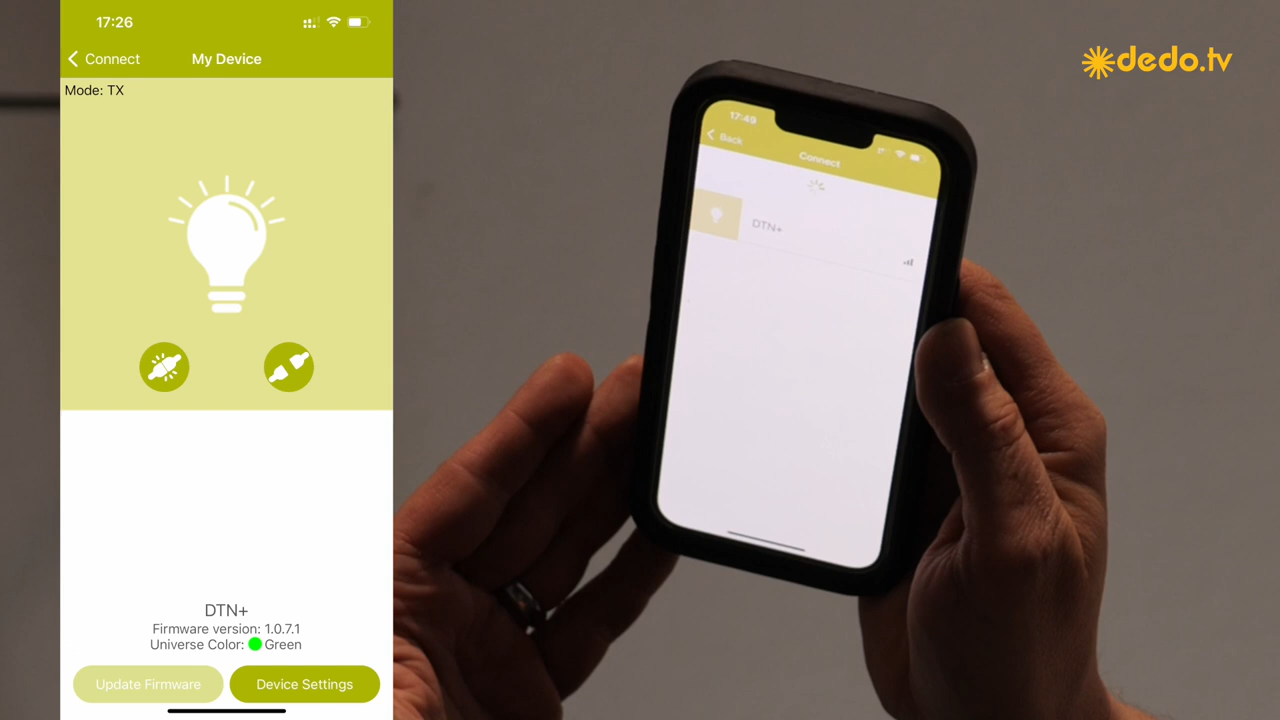 17:26
Connect
My Device
Mode: TX
DTN+
Firmware version: 1.0.7.1
Universe Color: Green
Update Firmware
Device Settings
17:49
Back
Connect
DTN+
dedo.tv